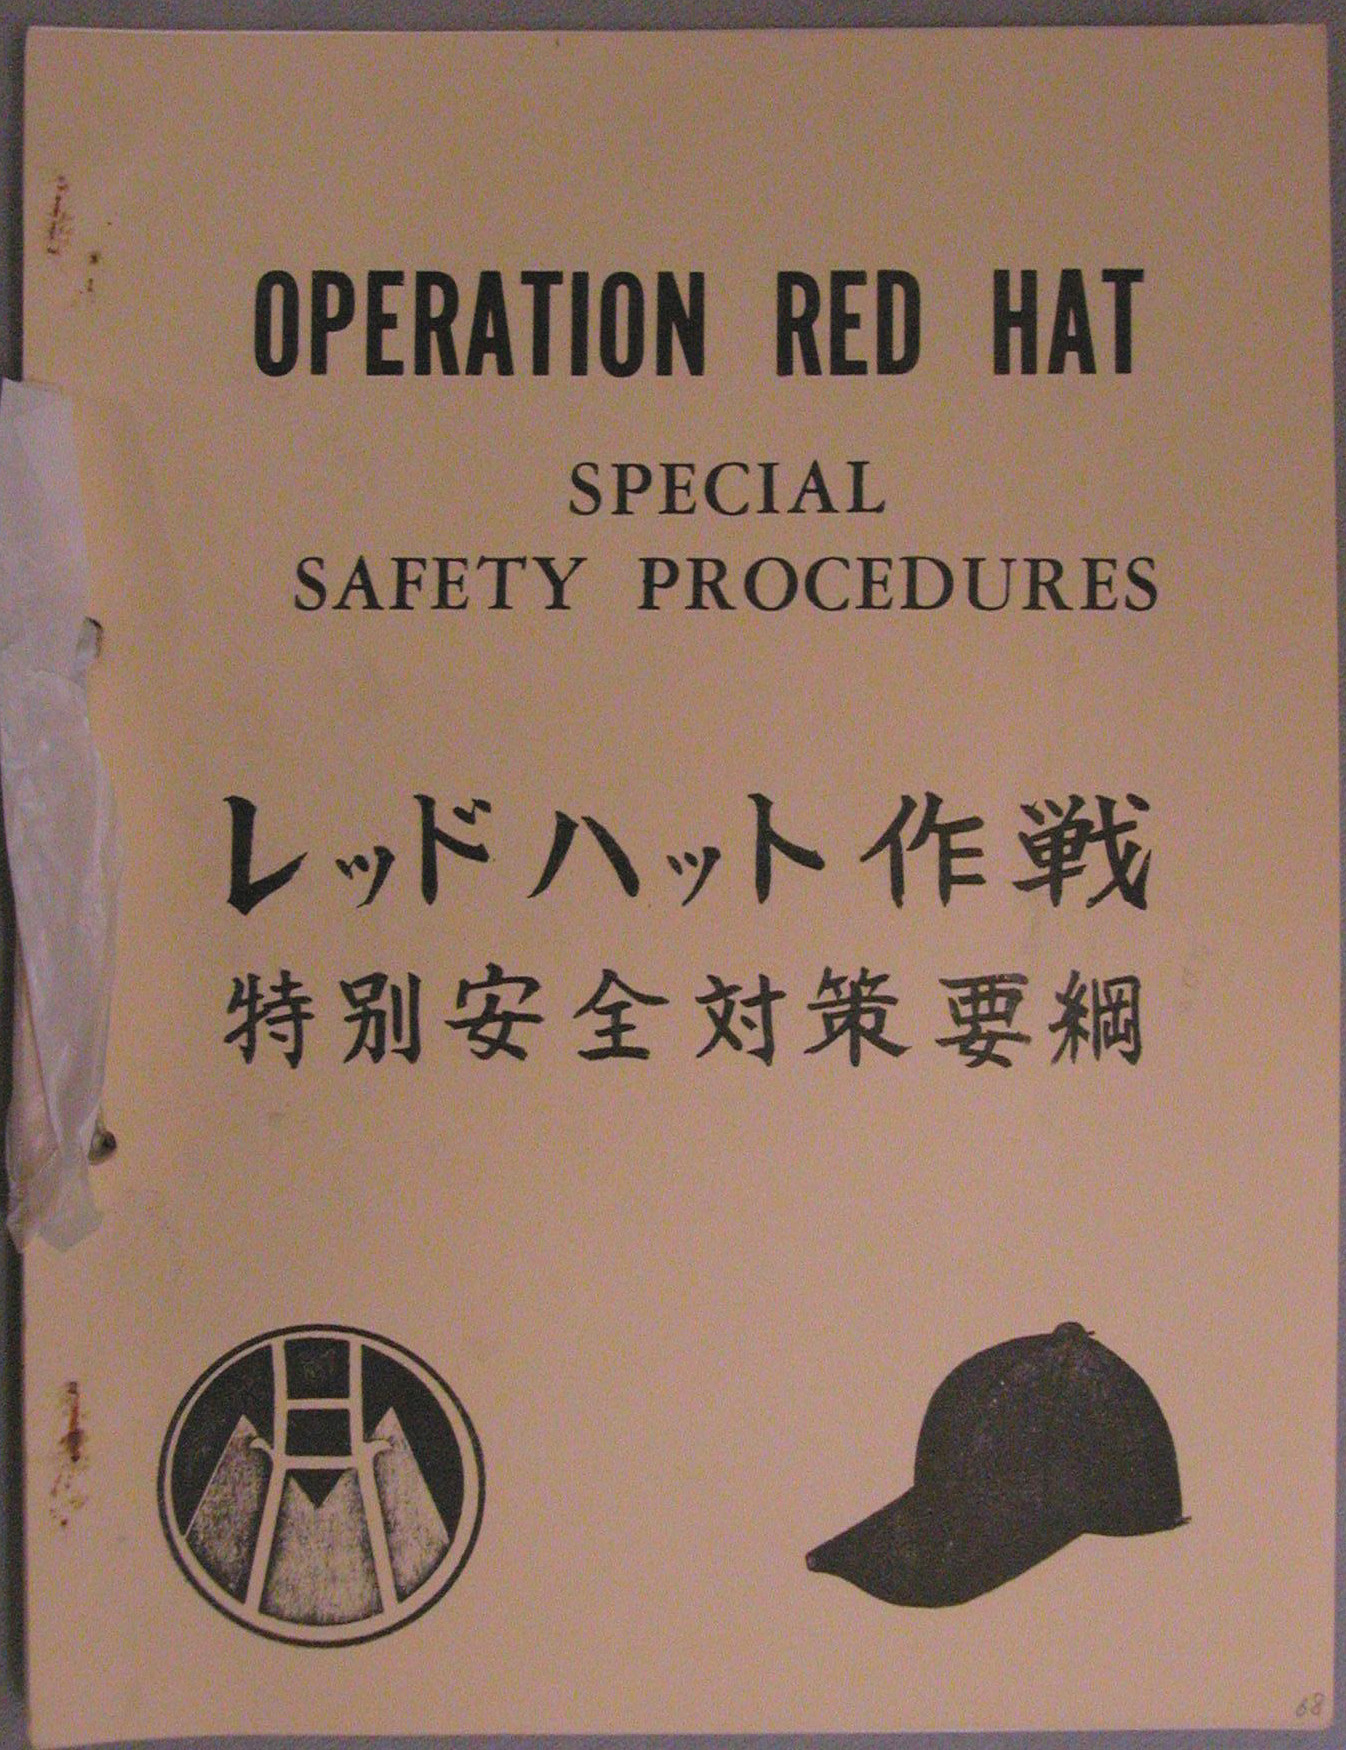 OPERATION RED HAT
SPECIAL
SAFETY PROCEDURES
レッドハット作戦
特別安全対策要綱
68